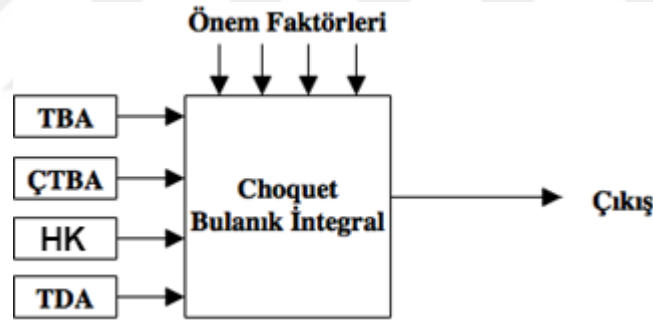 Önem Faktörleri
TBA
ÇTBA
HK
TDA
Choquet
Bulanık İntegral
Çıkış